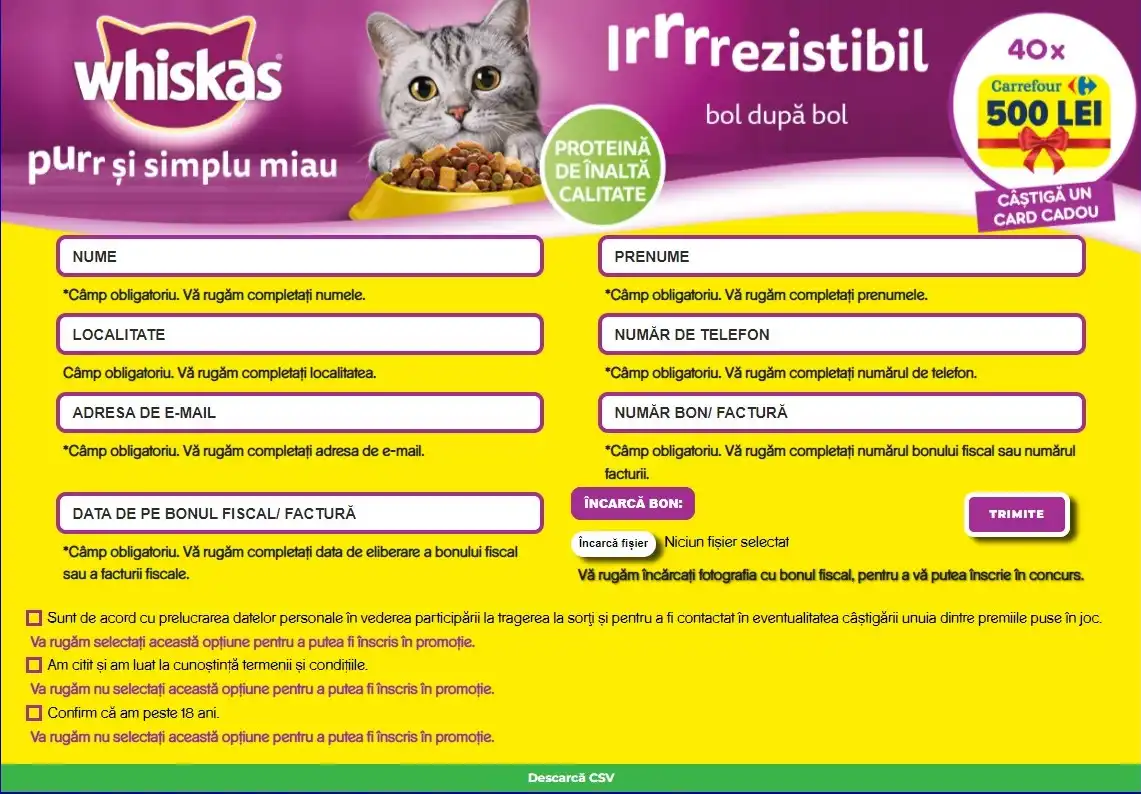 whiskas
purr și simplu miau
Irrrrezistibil
bol după bol
PROTEINĂ
DE ÎNALTĂ
CALITATE
40x
Carrefour
500 LEI
CÂȘTIGĂ UN
CARD CADOU
NUME
PRENUME
*Câmp obligatoriu. Vă rugăm completați numele.
*Câmp obligatoriu. Vă rugăm completați prenumele.
LOCALITATE
NUMĂR DE TELEFON
Câmp obligatoriu. Vă rugăm completați localitatea.
*Câmp obligatoriu. Vă rugăm completați numărul de telefon.
ADRESA DE E-MAIL
NUMĂR BON/ FACTURĂ
*Câmp obligatoriu. Vă rugăm completați adresa de e-mail.
*Câmp obligatoriu. Vă rugăm completați numărul bonului fiscal sau numărul
facturii.
DATA DE PE BONUL FISCAL/ FACTURĂ
*Câmp obligatoriu. Vă rugăm completați data de eliberare a bonului fiscal
sau a facturii fiscale.
ÎNCARCĂ BON:
TRIMITE
Încarcă fișier
Niciun fișier selectat
Vă rugăm încărcați fotografia cu bonul fiscal, pentru a vă putea înscrie în concurs.
Sunt de acord cu prelucrarea datelor personale în vederea participării la tragerea la sorți și pentru a fi contactat în eventualitatea câștigării unuia dintre premiile puse în joc.
Va rugăm selectați această opțiune pentru a putea fi înscris în promoție.
Am citit și am luat la cunoștință termenii și condițiile.
Va rugăm nu selectați această opțiune pentru a putea fi înscris în promoție.
Confirm că am peste 18 ani.
Va rugăm nu selectați această opțiune pentru a putea fi înscris în promoție.
Descarcă CSV